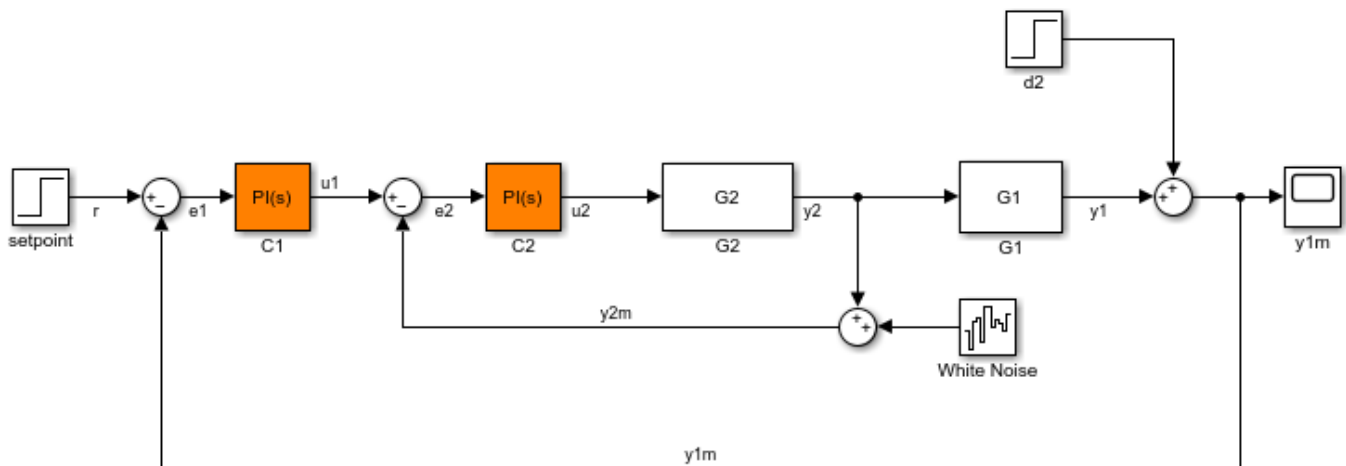 d2
PI(s)
u1
PI(s)
G2
G1
r
e1
e2
u2
y2
y1
setpoint
C1
C2
G2
G1
y1m
y2m
White Noise
y1m